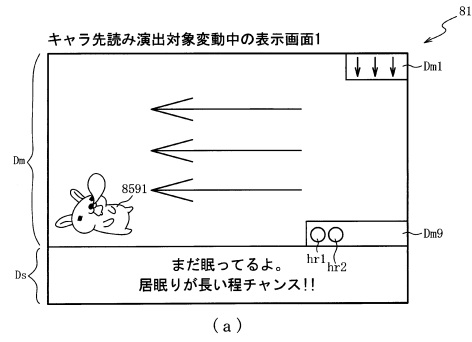 81
キャラ先読み演出対象変動中の表示画面1
Dm1
Dm
8591
Dm9
hr1 hr2
Ds
まだ眠ってるよ。
居眠りが長い程チャンス!!
(a)